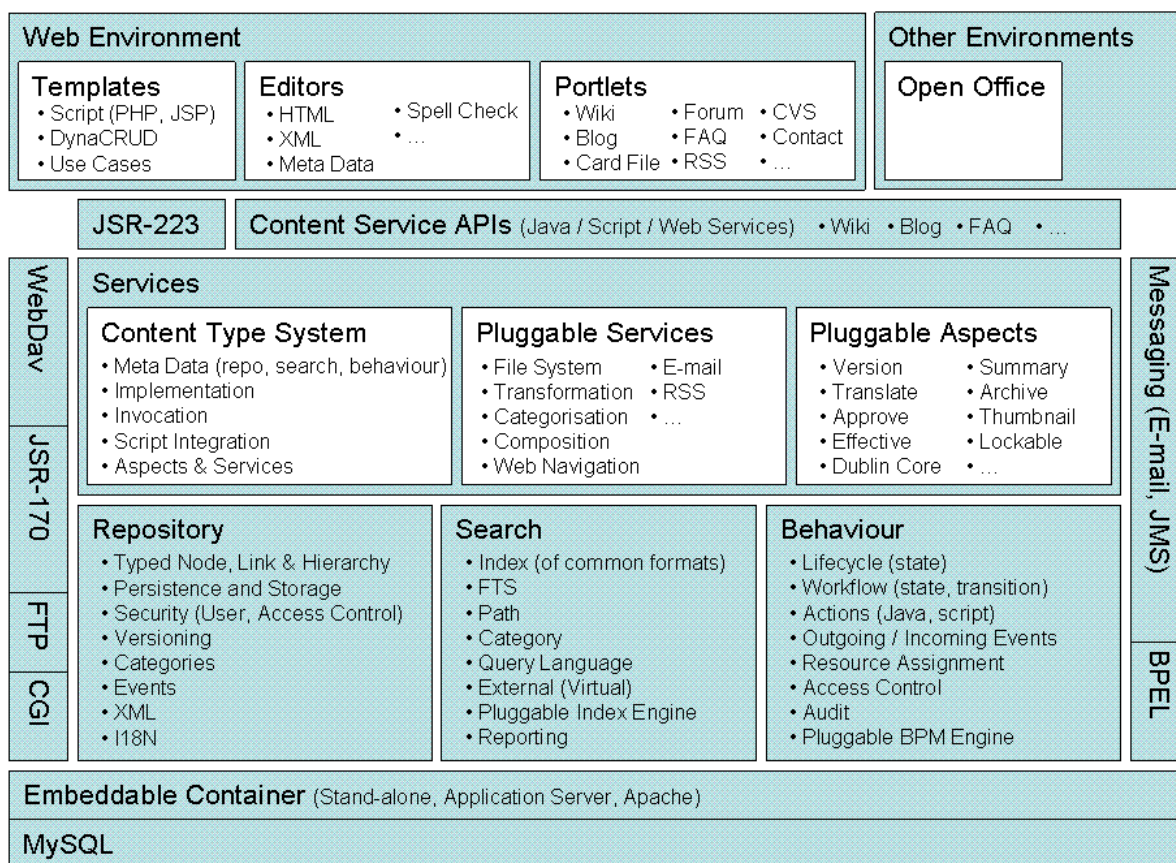 Web Environment
Templates
• Script (PHP, JSP)
• DynaCRUD
• Use Cases
Editors
• HTML
• XML
• Meta Data
• Spell Check
• ...
Portlets
• Wiki
• Blog
• Card File
• Forum
• FAQ
• RSS
• CVS
• Contact
• ...
Other Environments
Open Office
JSR-223
Content Service APIs (Java / Script / Web Services) • Wiki • Blog • FAQ • ...
WebDav
JSR-170
FTP
CGI
Services
Content Type System
• Meta Data (repo, search, behaviour)
• Implementation
• Invocation
• Script Integration
• Aspects & Services
Pluggable Services
• File System
• Transformation
• Categorisation
• Composition
• Web Navigation
• E-mail
• RSS
• ...
Pluggable Aspects
• Version
• Translate
• Approve
• Effective
• Dublin Core
• Summary
• Archive
• Thumbnail
• Lockable
• ...
Repository
• Typed Node, Link & Hierarchy
• Persistence and Storage
• Security (User, Access Control)
• Versioning
• Categories
• Events
• XML
• I18N
Search
• Index (of common formats)
• FTS
• Path
• Category
• Query Language
• External (Virtual)
• Pluggable Index Engine
• Reporting
Behaviour
• Lifecycle (state)
• Workflow (state, transition)
• Actions (Java, script)
• Outgoing / Incoming Events
• Resource Assignment
• Access Control
• Audit
• Pluggable BPM Engine
Messaging (E-mail, JMS)
BPEL
Embeddable Container (Stand-alone, Application Server, Apache)
MySQL